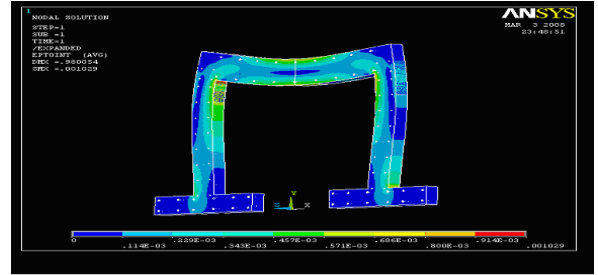 1
NODAL SOLUTION
STEP=1
SUB =1
TIME=1
/EXPANDED
EPTOINT (AVG)
DMX =.980054
SMX =.001029
ANSYS
MAR 3 2008
23:48:51
Y
Z X
0 .229E-03 .457E-03 .686E-03 .914E-03
.114E-03 .343E-03 .571E-03 .800E-03 .001029